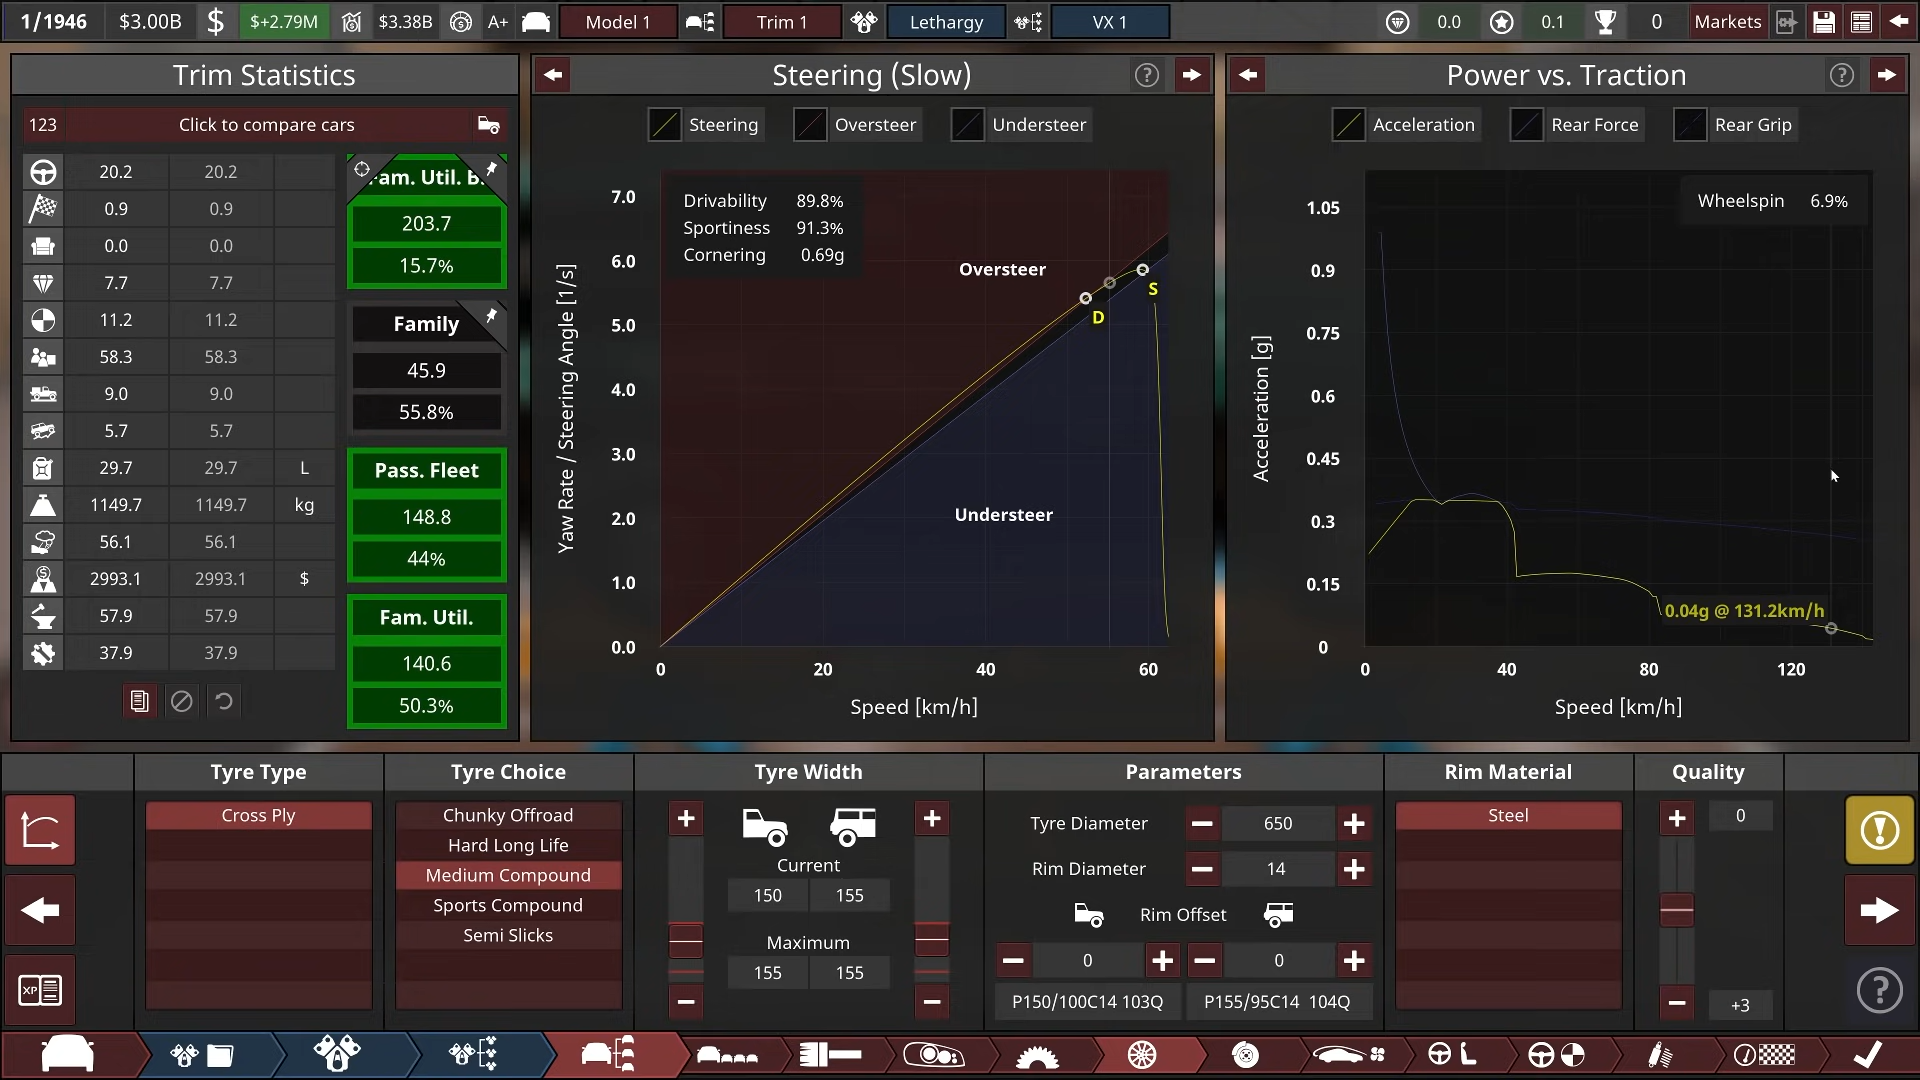 1/1946 $3.00B $+2.79M $3.38B A+ Model 1 Trim 1 Lethargy VX 1 0.0 0.1 0 Markets
Trim Statistics
123 Click to compare cars
20.2 20.2
0.9 0.9
0.0 0.0
7.7 7.7
11.2 11.2
58.3 58.3
9.0 9.0
5.7 5.7
29.7 29.7 L
1149.7 1149.7 kg
56.1 56.1
2993.1 2993.1 $
57.9 57.9
37.9 37.9
Fam. Util. B.
203.7
15.7%
Family
45.9
55.8%
Pass. Fleet
148.8
44%
Fam. Util.
140.6
50.3%
Steering (Slow)
?
Steering Oversteer Understeer
Drivability 89.8%
Sportiness 91.3%
Cornering 0.69g
Oversteer
Understeer
S
D
Yaw Rate / Steering Angle [1/s]
7.0
6.0
5.0
4.0
3.0
2.0
1.0
0.0
0 20 40 60
Speed [km/h]
Power vs. Traction
?
Acceleration Rear Force Rear Grip
Wheelspin 6.9%
Acceleration [g]
1.05
0.9
0.75
0.6
0.45
0.3
0.15
0
0.04g @ 131.2km/h
0 40 80 120
Speed [km/h]
Tyre Type
Cross Ply
Tyre Choice
Chunky Offroad
Hard Long Life
Medium Compound
Sports Compound
Semi Slicks
Tyre Width
Current
150 155
Maximum
155 155
Parameters
Tyre Diameter 650
Rim Diameter 14
Rim Offset
0 0
P150/100C14 103Q P155/95C14 104Q
Rim Material
Steel
Quality
0
+3
XP
?